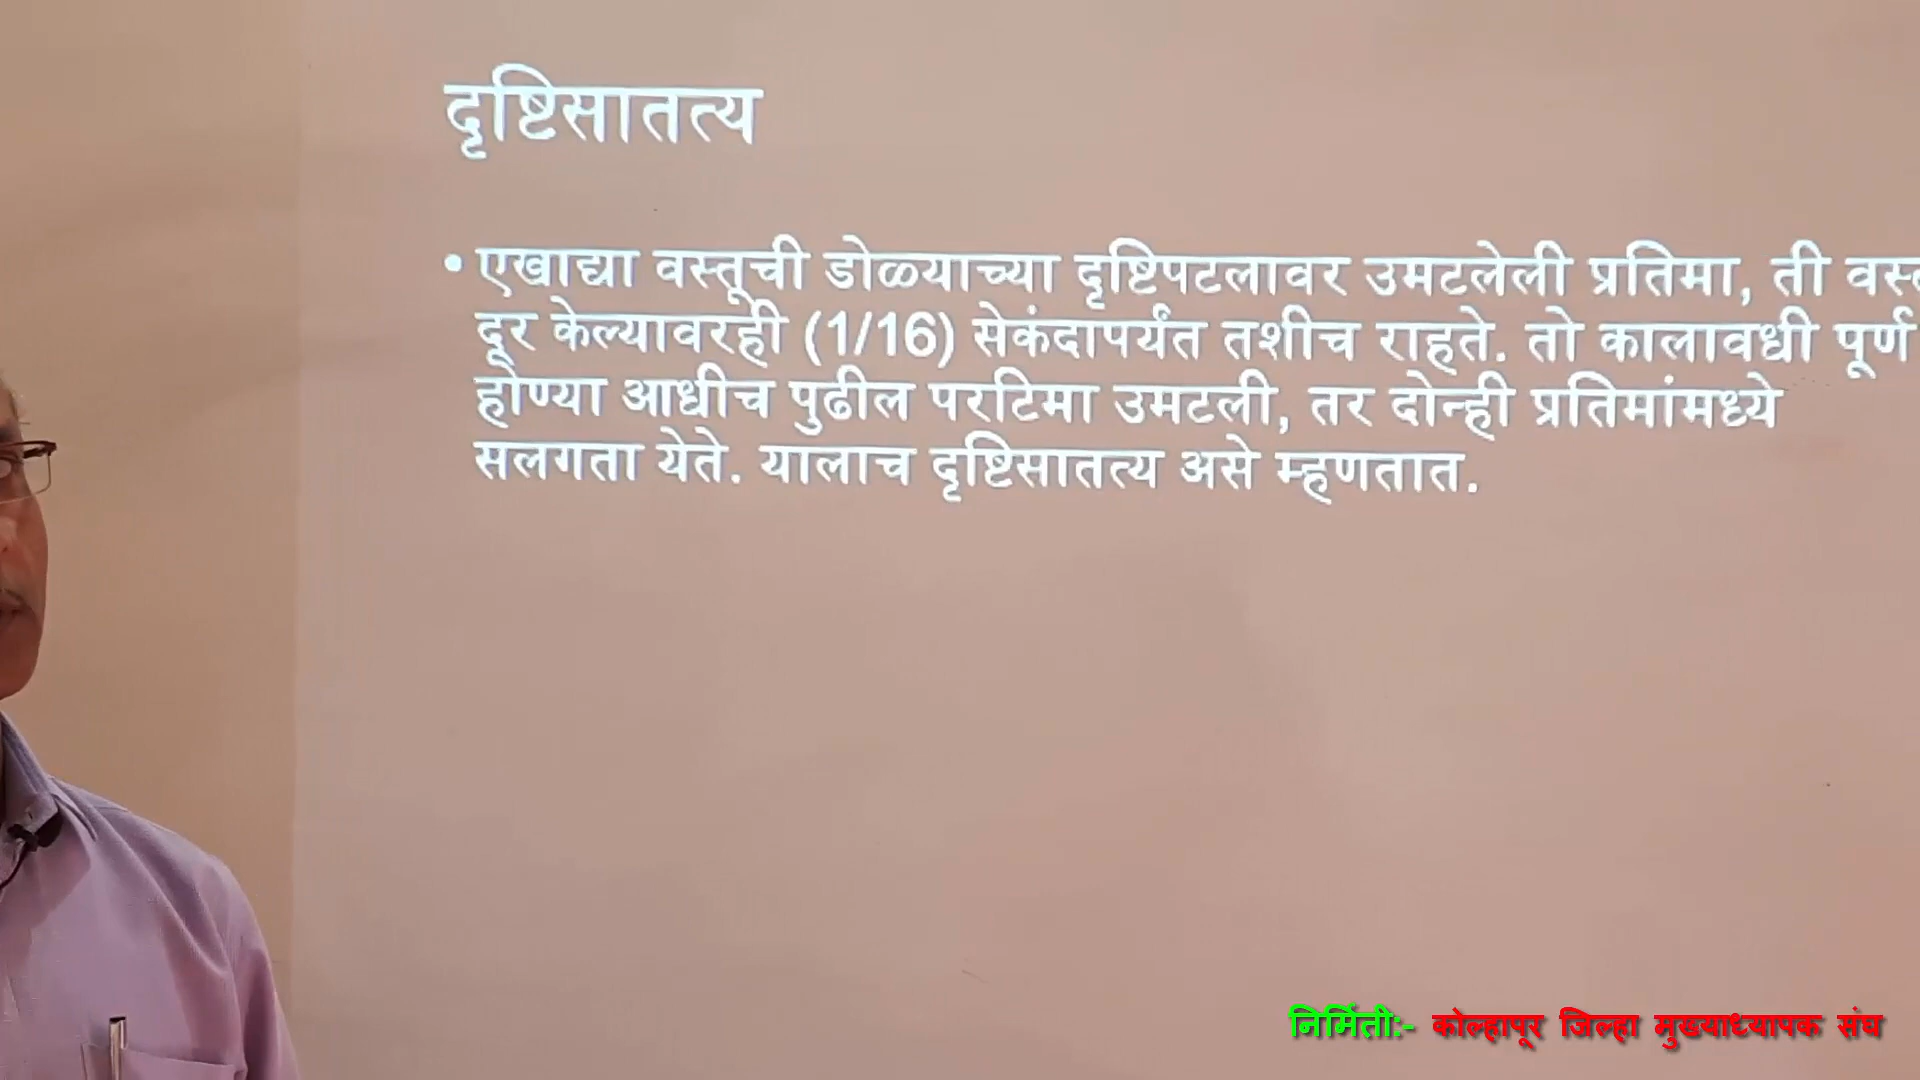 दृष्टिसातत्य
• एखाद्या वस्तूची डोळ्याच्या दृष्टिपटलावर उमटलेली प्रतिमा, ती
दूर केल्यावरही (1/16) सेकंदापर्यंत तशीच राहते. तो कालावधी पूर्ण
होण्या आधीच पुढील परटिमा उमटली, तर दोन्ही प्रतिमांमध्ये
सलगता येते. यालाच दृष्टिसातत्य असे म्हणतात.
निर्मिती:- कोल्हापूर जिल्हा मुख्याध्यापक संघ